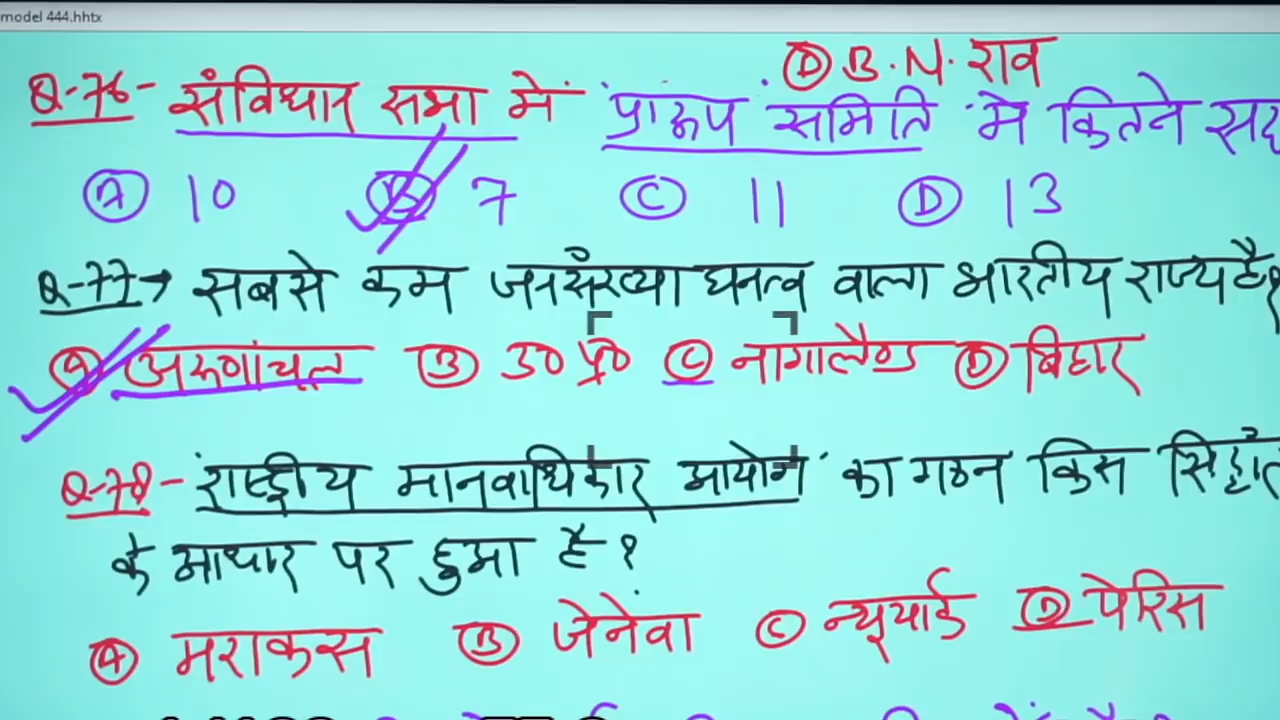 model 444.hhtx
Ⓓ B.N. राव
Q-76- संविधान सभा में प्रारूप समिति में कितने सद
Ⓐ 10 Ⓑ 7 Ⓒ 11 Ⓓ 13
Q-77→ सबसे कम जनसंख्या घनत्व वाला भारतीय राज्य है?
Ⓐ अरुणांचल Ⓑ उ० प्र० Ⓒ नागालैण्ड Ⓓ बिहार
Q-78- राष्ट्रीय मानवाधिकार आयोग का गठन किस सिद्धांत
के आधार पर हुआ है?
Ⓐ मराकस Ⓑ जेनेवा Ⓒ न्यूयार्क Ⓓ पेरिस